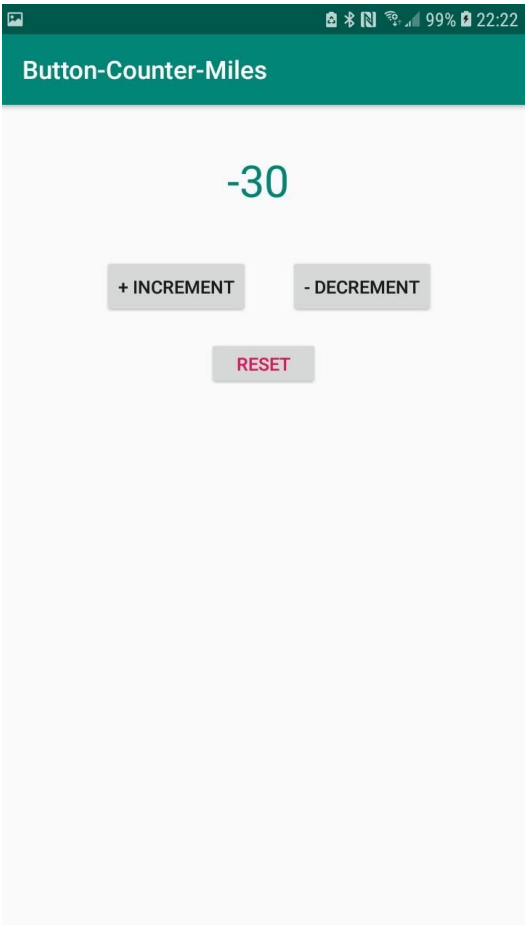 99% 22:22
Button-Counter-Miles
-30
+ INCREMENT - DECREMENT
RESET